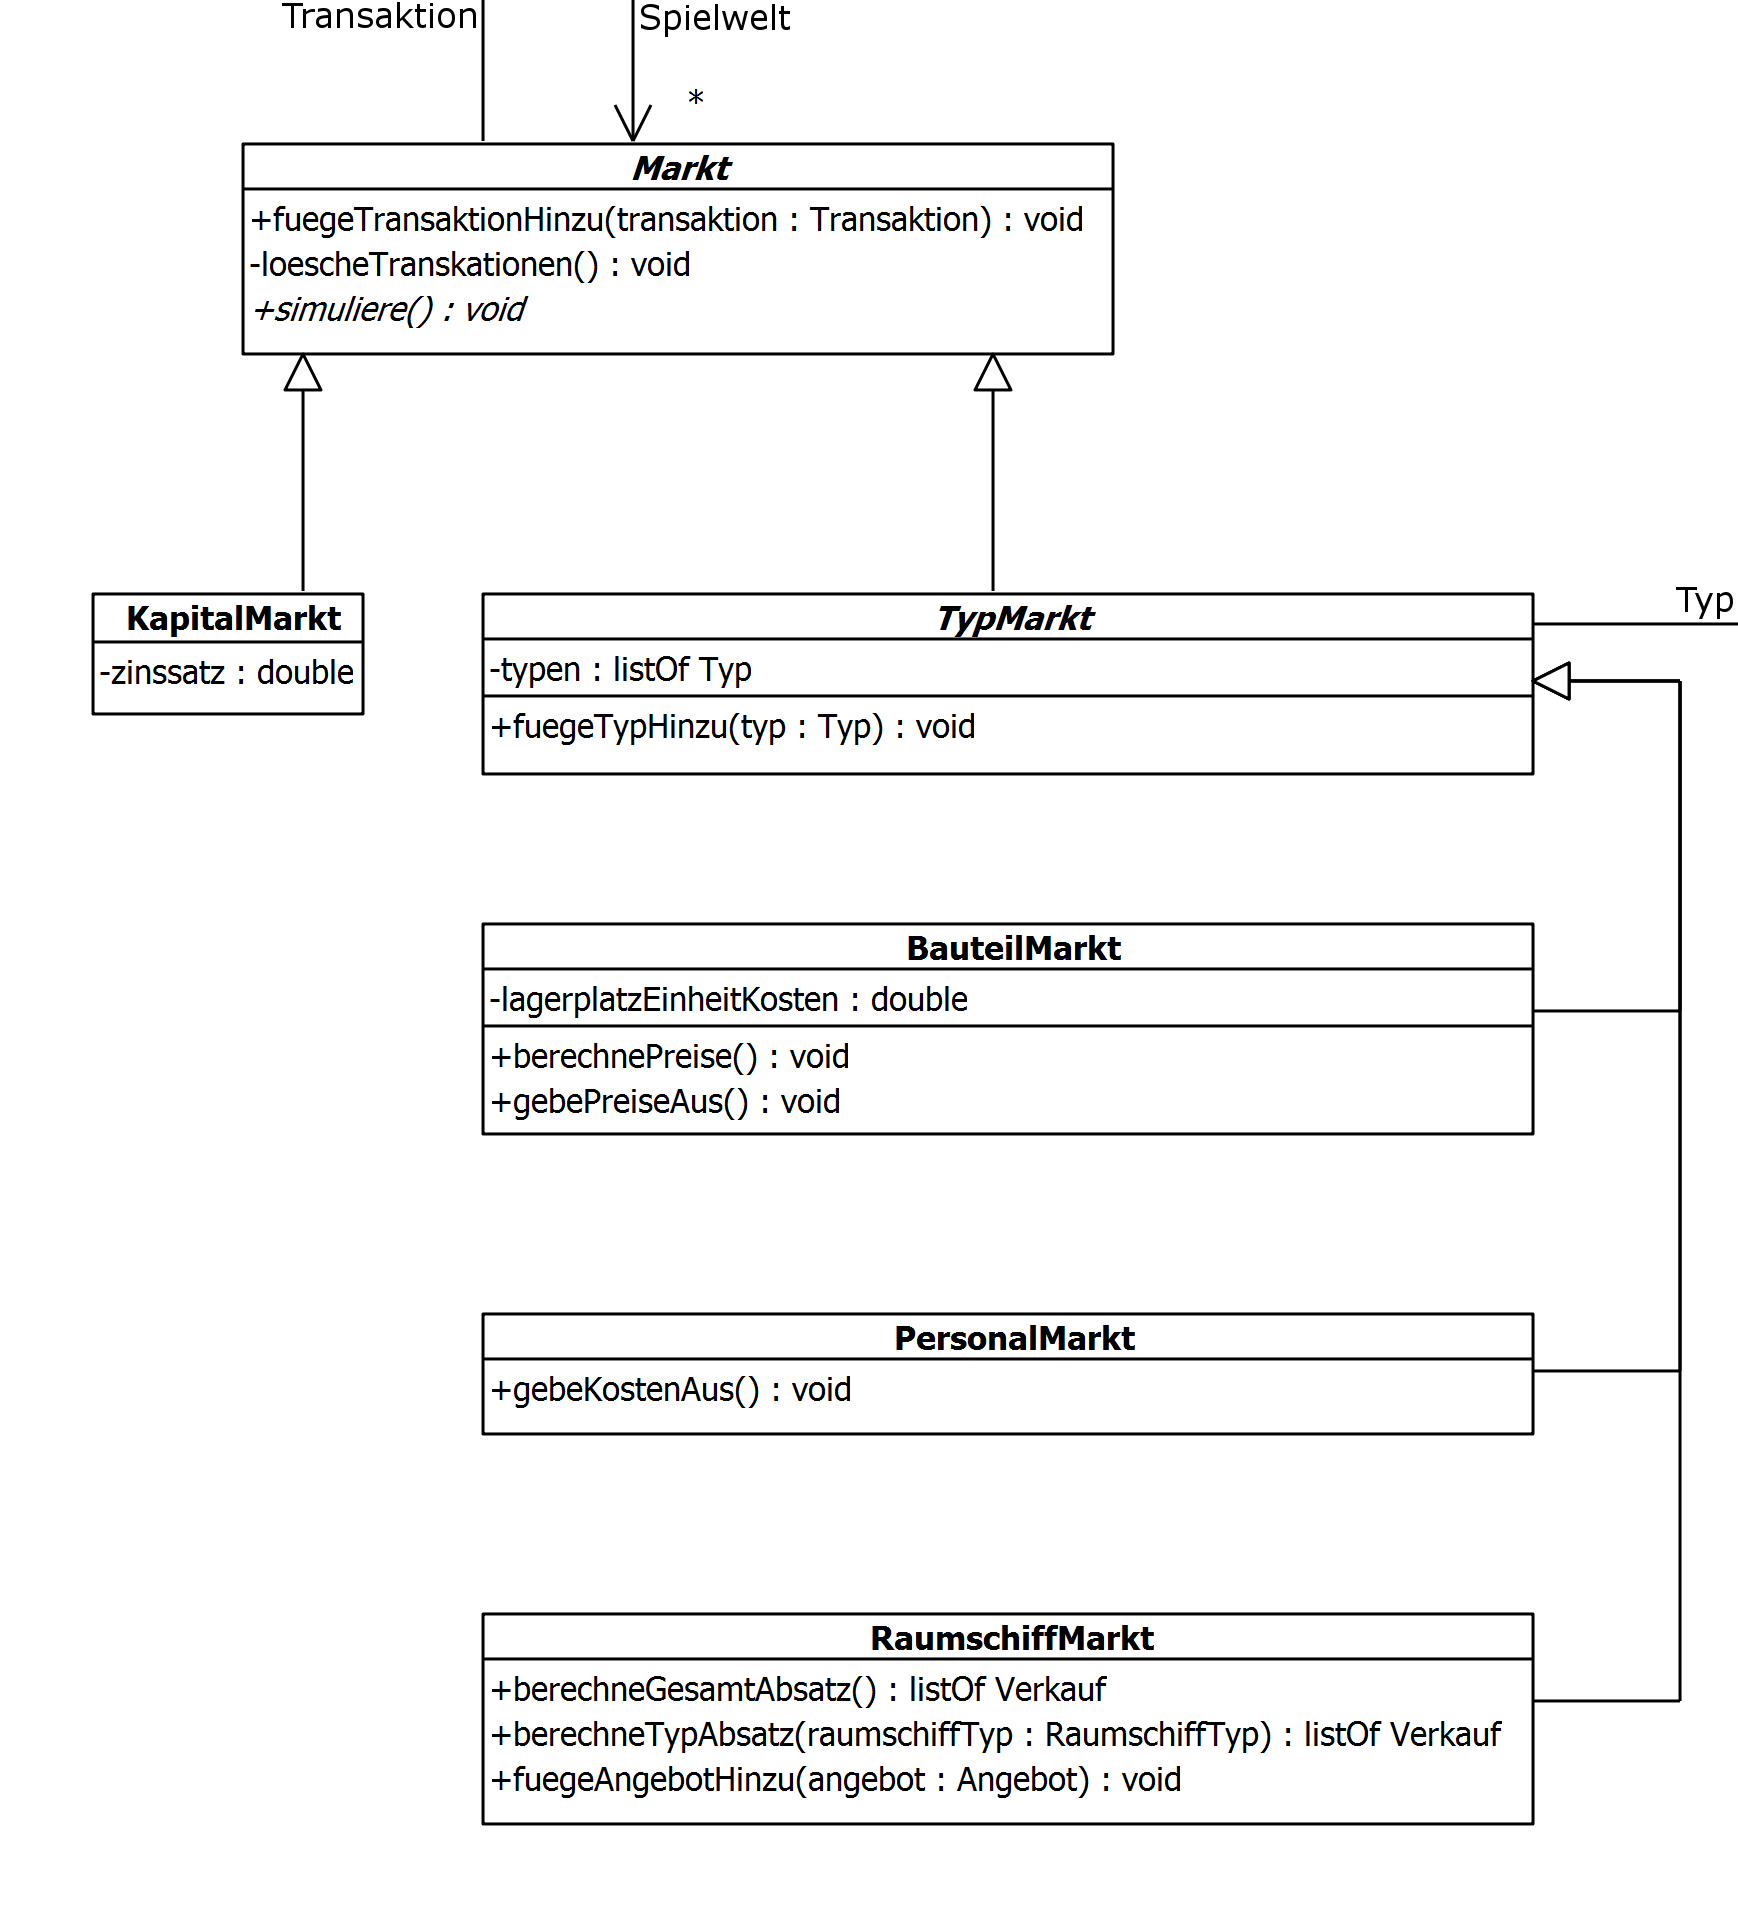 Transaktion
Spielwelt
*
Markt
+fuegeTransaktionHinzu(transaktion : Transaktion) : void
-loescheTranskationen() : void
+simuliere() : void
KapitalMarkt
-zinssatz : double
TypMarkt
-typen : listOf Typ
+fuegeTypHinzu(typ : Typ) : void
Typ
BauteilMarkt
-lagerplatzEinheitKosten : double
+berechnePreise() : void
+gebePreiseAus() : void
PersonalMarkt
+gebeKostenAus() : void
RaumschiffMarkt
+berechneGesamtAbsatz() : listOf Verkauf
+berechneTypAbsatz(raumschiffTyp : RaumschiffTyp) : listOf Verkauf
+fuegeAngebotHinzu(angebot : Angebot) : void